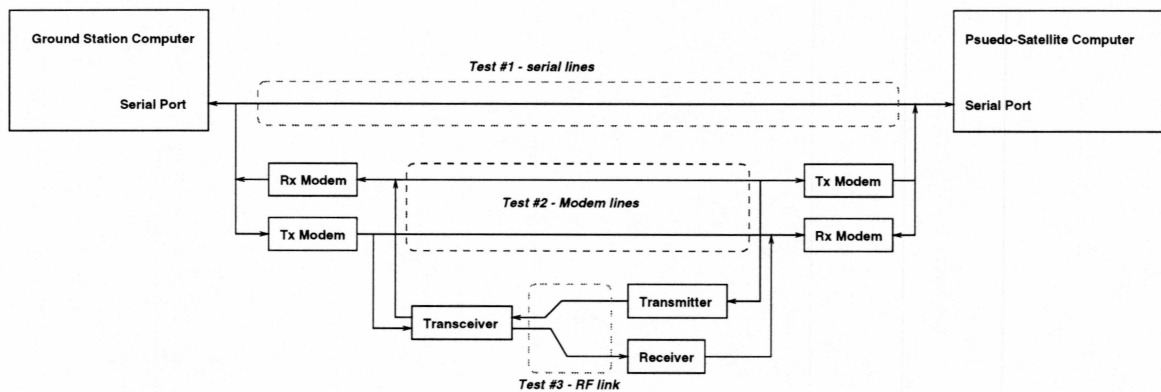 Ground Station Computer
Psuedo-Satellite Computer
Test #1 - serial lines
Serial Port
Serial Port
Rx Modem
Tx Modem
Test #2 - Modem lines
Tx Modem
Rx Modem
Transmitter
Transceiver
Receiver
Test #3 - RF link